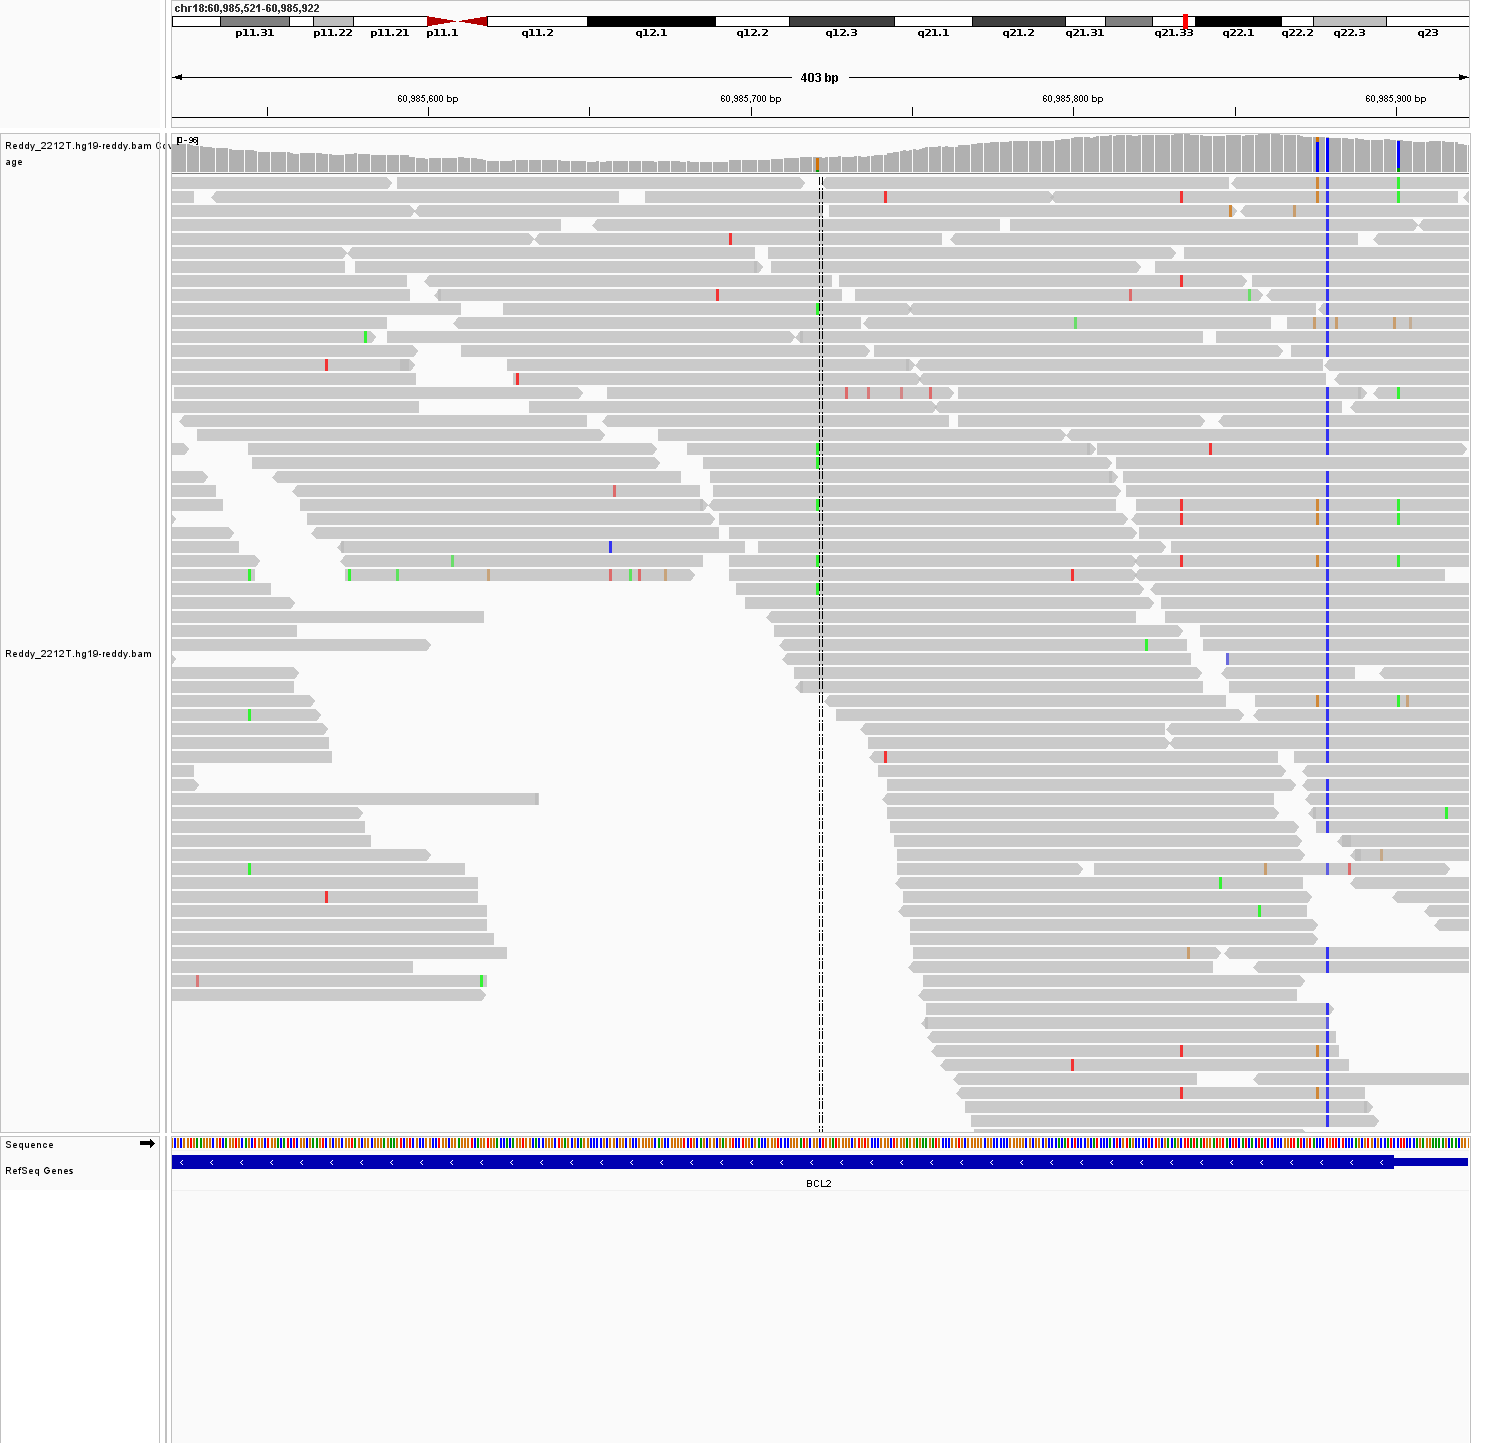 chr18:60,985,521-60,985,922
p11.31 p11.22 p11.21 p11.1 q11.2 q12.1 q12.2 q12.3 q21.1 q21.2 q21.31 q21.33 q22.1 q22.2 q22.3 q23
403 bp
60,985,600 bp 60,985,700 bp 60,985,800 bp 60,985,900 bp
Reddy_2212T.hg19-reddy.bam Cov
age
[0-96]
Reddy_2212T.hg19-reddy.bam
Sequence
RefSeq Genes
BCL2